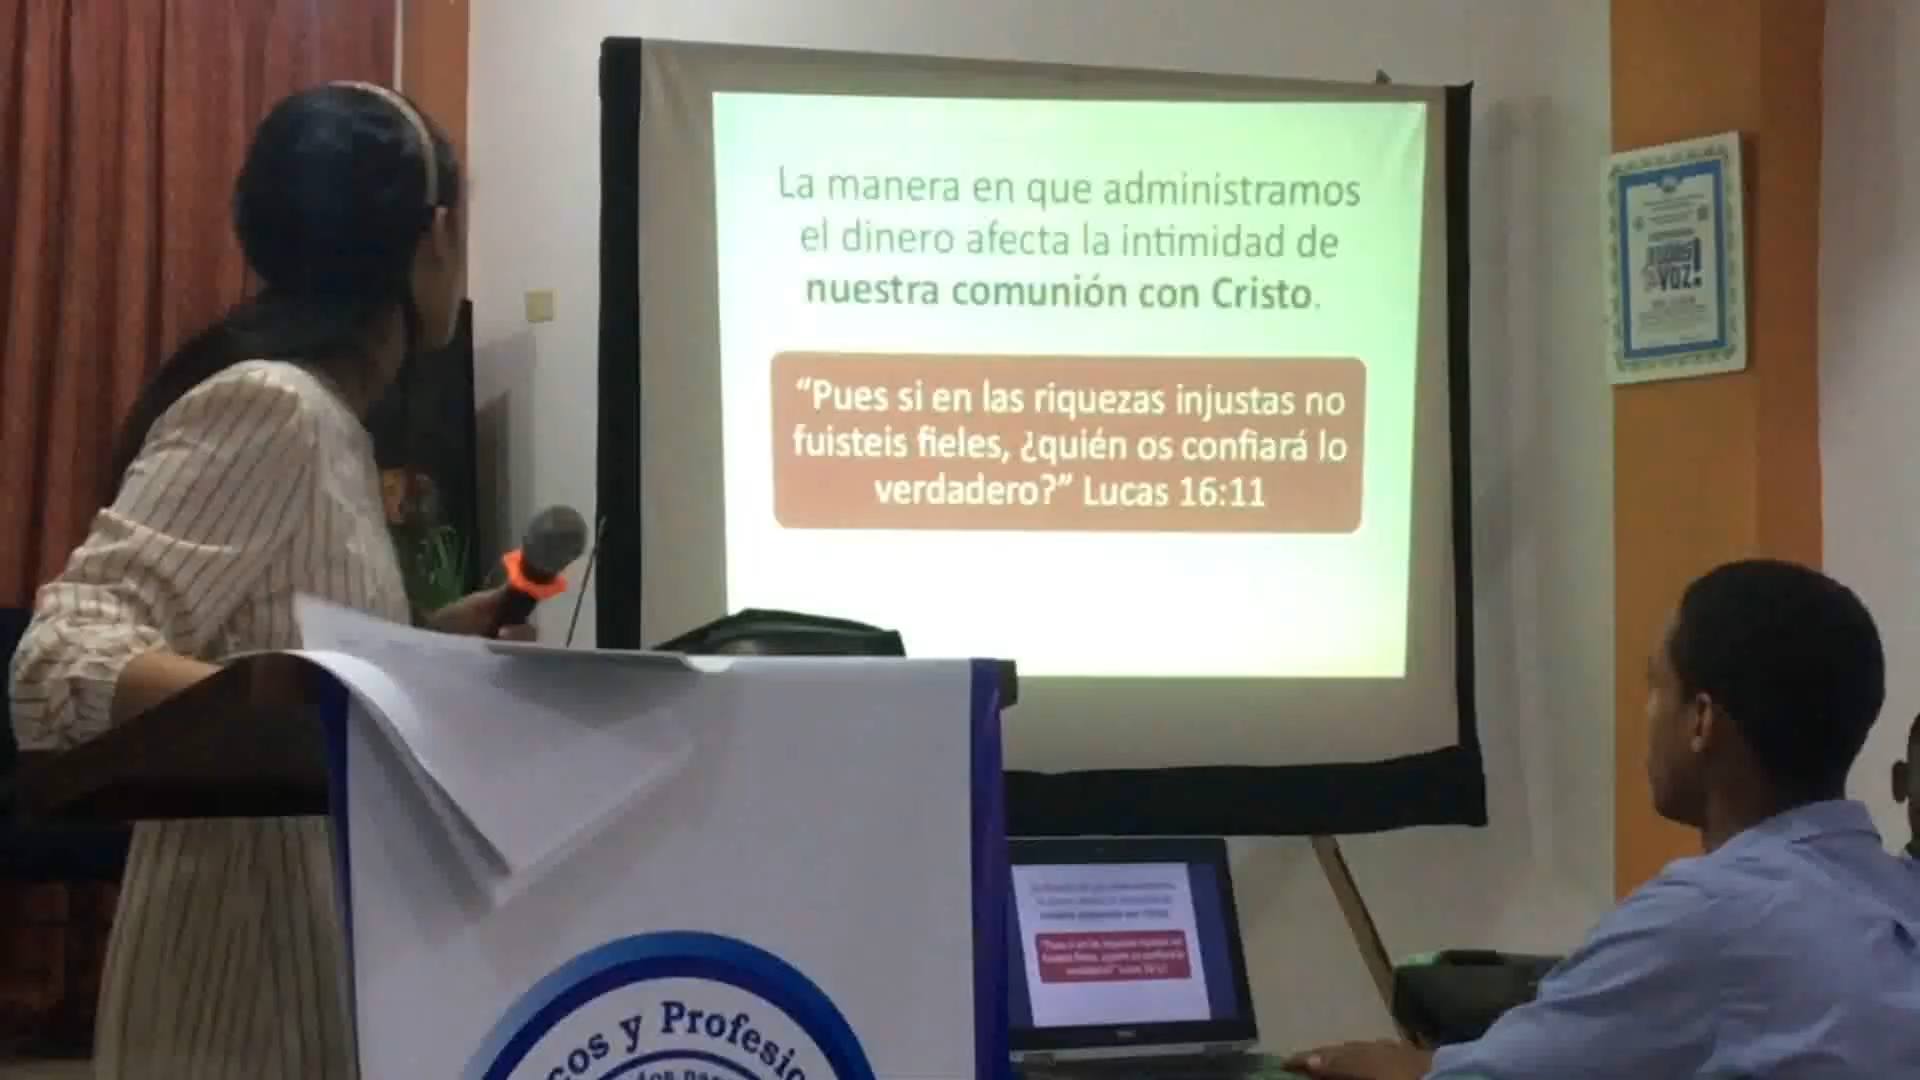 La manera en que administramos
el dinero afecta la intimidad de
nuestra comunión con Cristo.
“Pues si en las riquezas injustas no
fuisteis fieles, ¿quién os confiará lo
verdadero?” Lucas 16:11
VOZ!
cos y Profesio